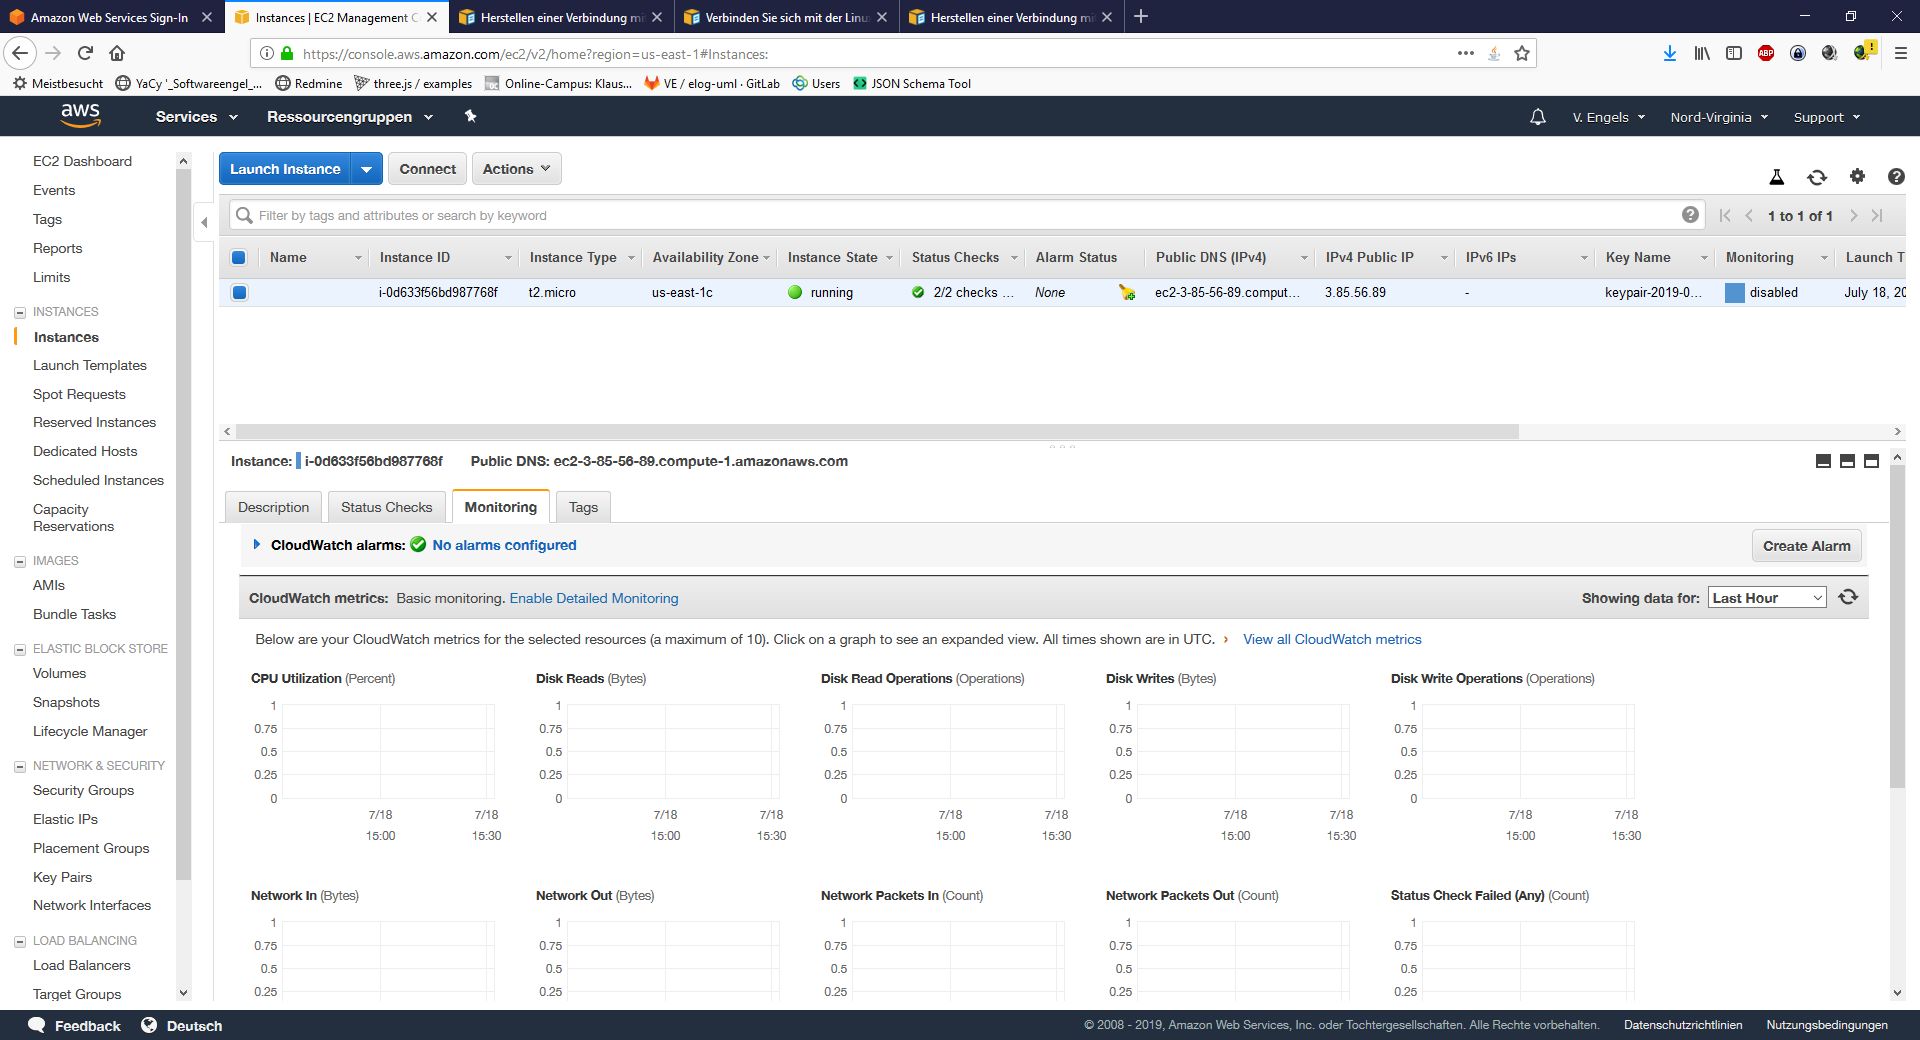 Amazon Web Services Sign-In
Instances | EC2 Management C
Herstellen einer Verbindung mi
Verbinden Sie sich mit der Linu
Herstellen einer Verbindung mi
https://console.aws.amazon.com/ec2/v2/home?region=us-east-1#Instances:
Meistbesucht YaCy '_Softwareengel_... Redmine three.js / examples Online-Campus: Klaus... VE / elog-uml · GitLab Users JSON Schema Tool
aws Services Ressourcengruppen V. Engels Nord-Virginia Support
EC2 Dashboard
Events
Tags
Reports
Limits
INSTANCES
Instances
Launch Templates
Spot Requests
Reserved Instances
Dedicated Hosts
Scheduled Instances
Capacity
Reservations
IMAGES
AMIs
Bundle Tasks
ELASTIC BLOCK STORE
Volumes
Snapshots
Lifecycle Manager
NETWORK & SECURITY
Security Groups
Elastic IPs
Placement Groups
Key Pairs
Network Interfaces
LOAD BALANCING
Load Balancers
Target Groups
Launch Instance Connect Actions
Filter by tags and attributes or search by keyword
1 to 1 of 1
Name Instance ID Instance Type Availability Zone Instance State Status Checks Alarm Status Public DNS (IPv4) IPv4 Public IP IPv6 IPs Key Name Monitoring Launch T
i-0d633f56bd987768f t2.micro us-east-1c running 2/2 checks ... None ec2-3-85-56-89.comput... 3.85.56.89 - keypair-2019-0... disabled July 18, 20
Instance: i-0d633f56bd987768f Public DNS: ec2-3-85-56-89.compute-1.amazonaws.com
Description Status Checks Monitoring Tags
CloudWatch alarms: No alarms configured Create Alarm
CloudWatch metrics: Basic monitoring. Enable Detailed Monitoring Showing data for: Last Hour
Below are your CloudWatch metrics for the selected resources (a maximum of 10). Click on a graph to see an expanded view. All times shown are in UTC. › View all CloudWatch metrics
CPU Utilization (Percent) Disk Reads (Bytes) Disk Read Operations (Operations) Disk Writes (Bytes) Disk Write Operations (Operations)
1 1 1 1 1
0.75 0.75 0.75 0.75 0.75
0.5 0.5 0.5 0.5 0.5
0.25 0.25 0.25 0.25 0.25
0 0 0 0 0
7/18 7/18 7/18 7/18 7/18 7/18 7/18 7/18 7/18 7/18
15:00 15:30 15:00 15:30 15:00 15:30 15:00 15:30 15:00 15:30
Network In (Bytes) Network Out (Bytes) Network Packets In (Count) Network Packets Out (Count) Status Check Failed (Any) (Count)
1 1 1 1 1
0.75 0.75 0.75 0.75 0.75
0.5 0.5 0.5 0.5 0.5
0.25 0.25 0.25 0.25 0.25
Feedback Deutsch © 2008 - 2019, Amazon Web Services, Inc. oder Tochtergesellschaften. Alle Rechte vorbehalten. Datenschutzrichtlinien Nutzungsbedingungen